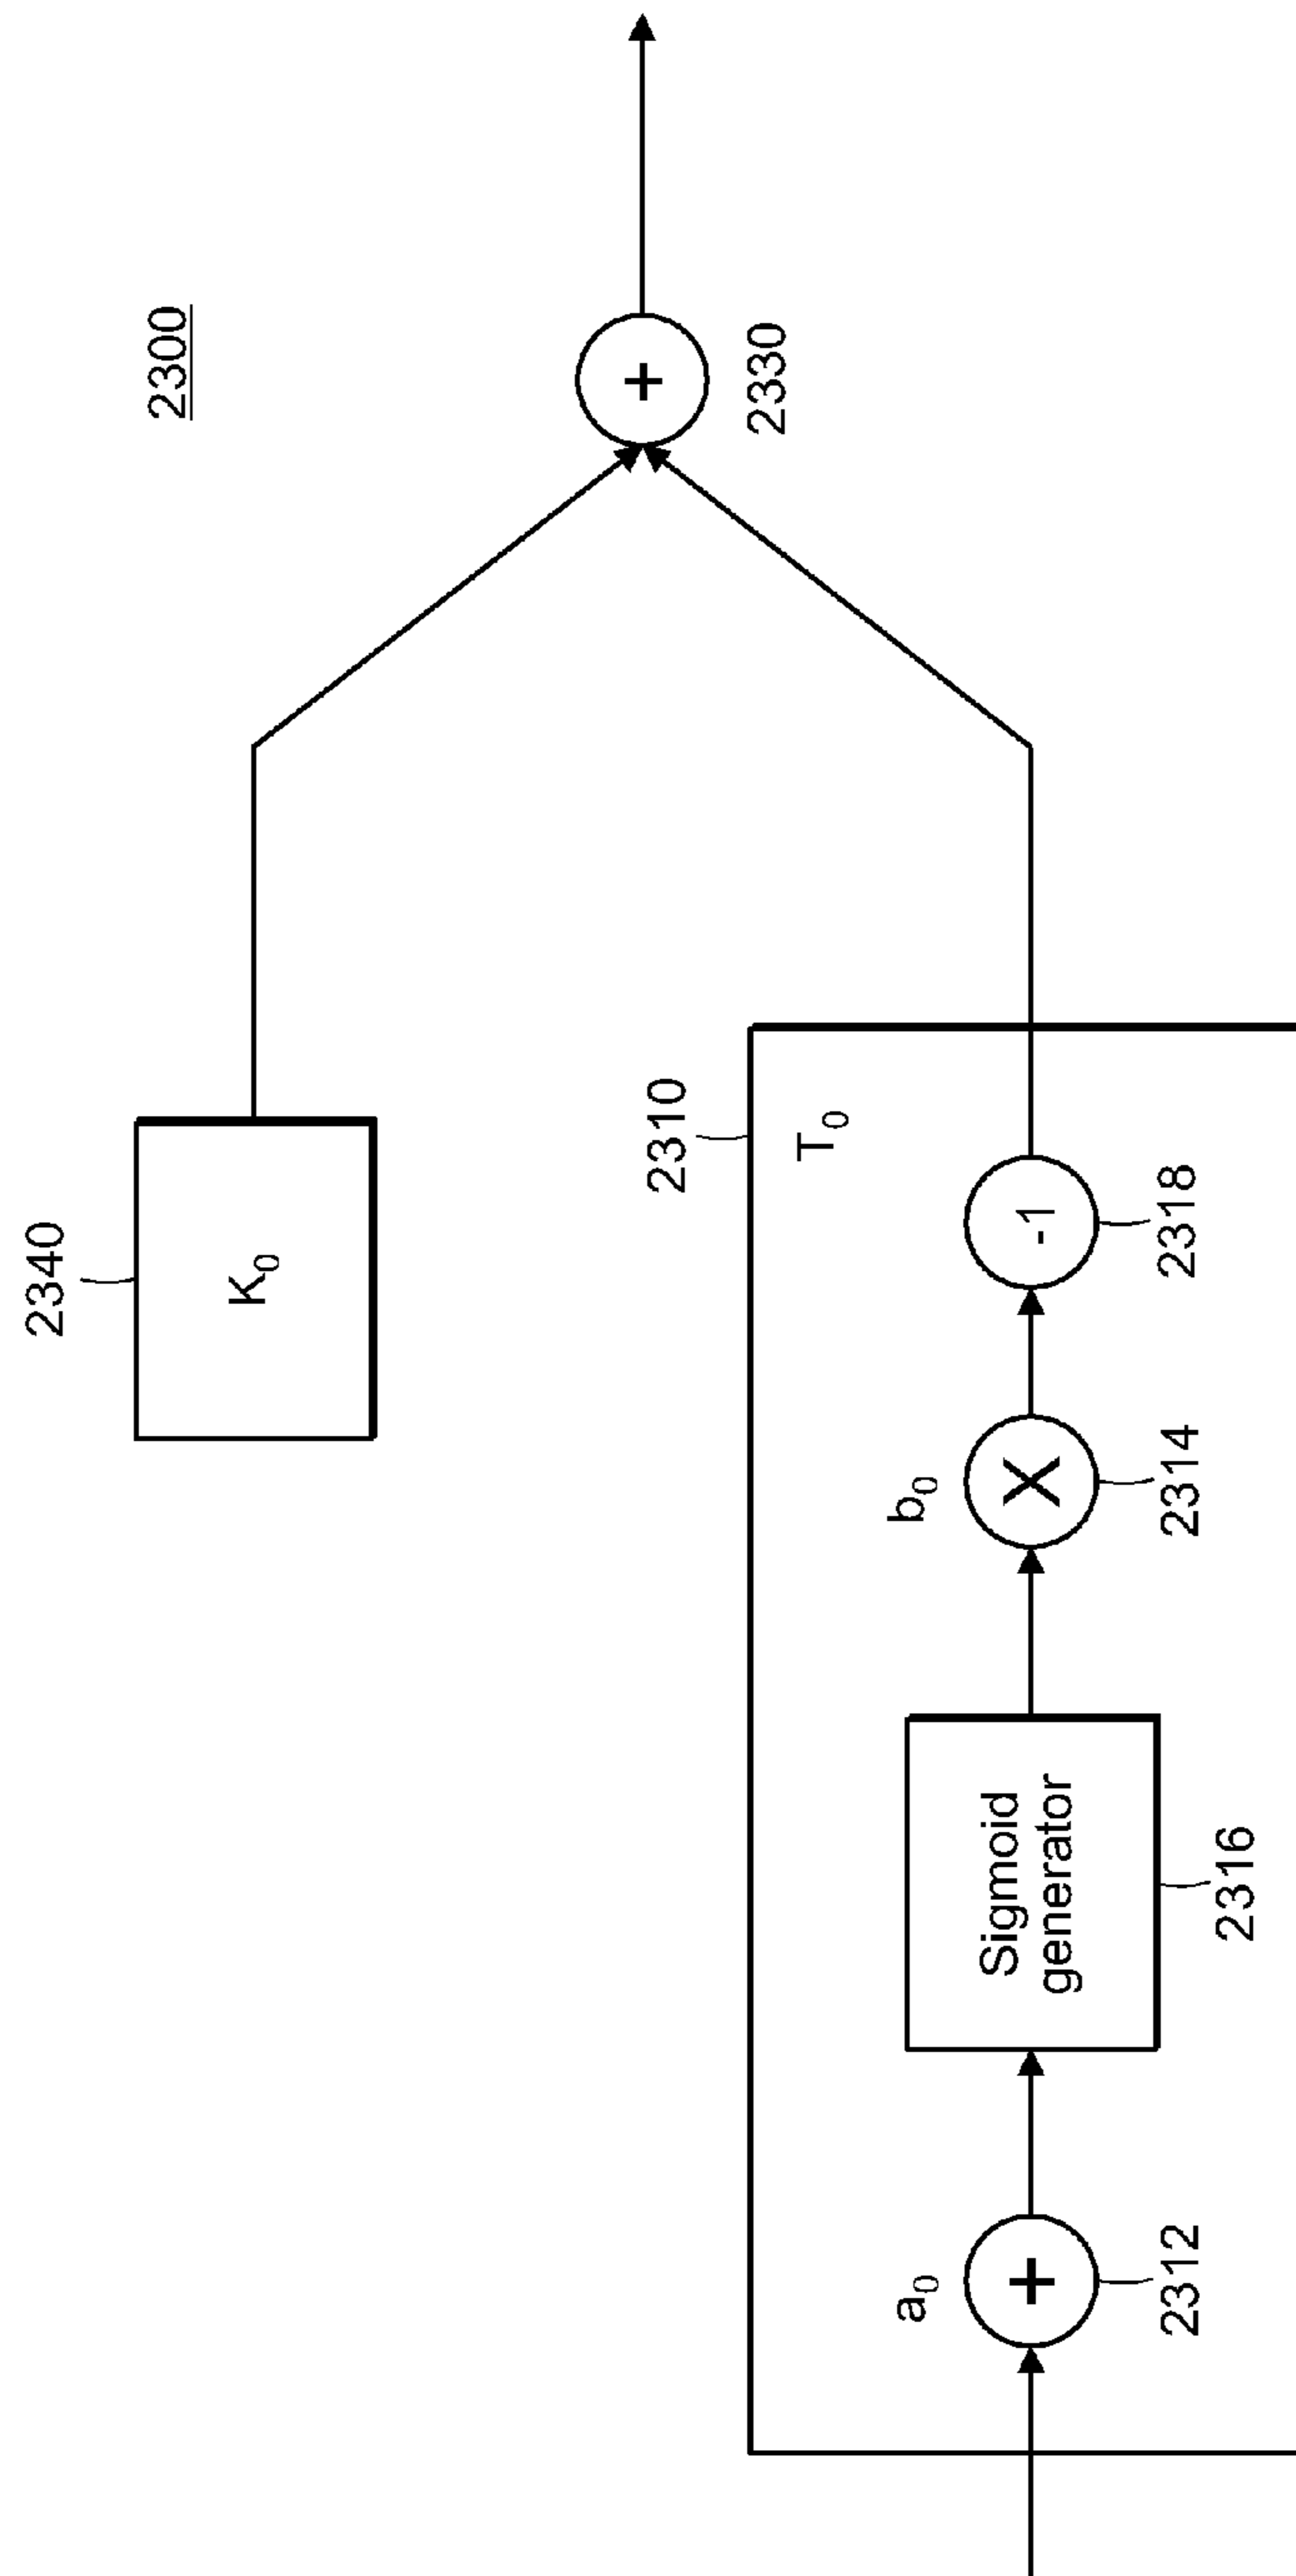 2300
2340
K₀
2330
2310
T₀
a₀
+
2312
Sigmoid
generator
2316
b₀
X
2314
-1
2318
+